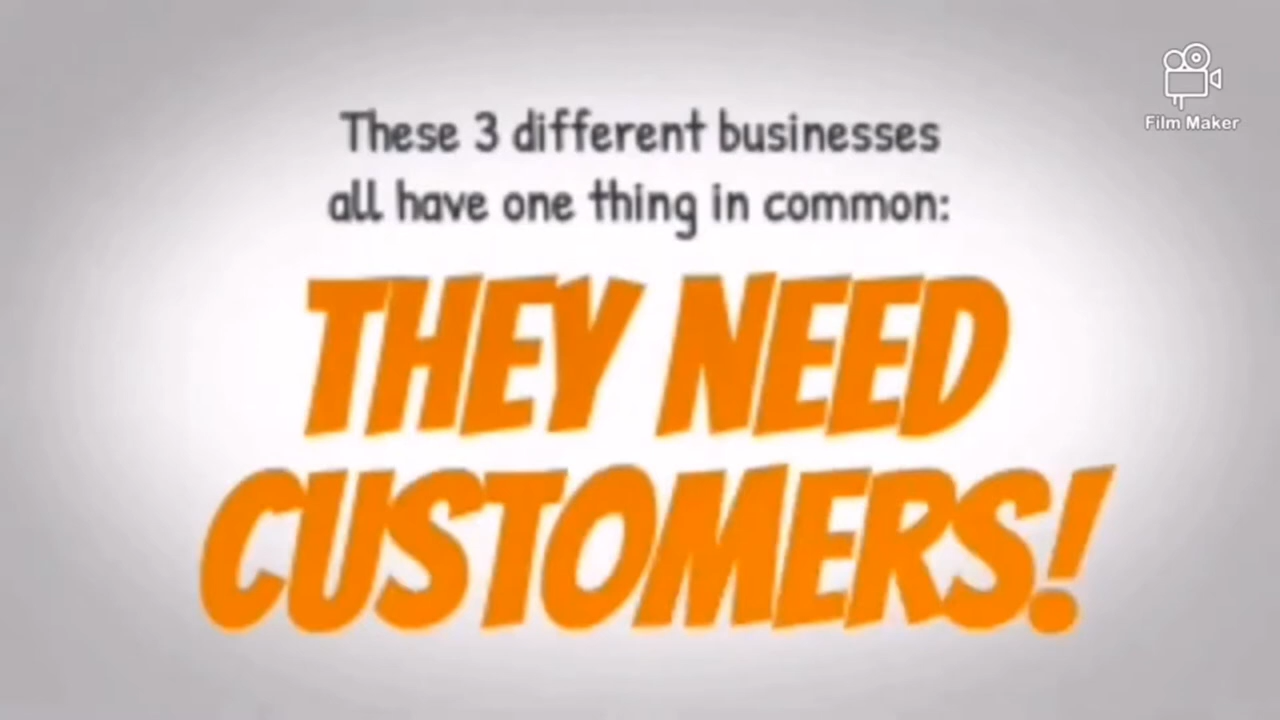 Film Maker
These 3 different businesses
all have one thing in common:
THEY NEED
CUSTOMERS!